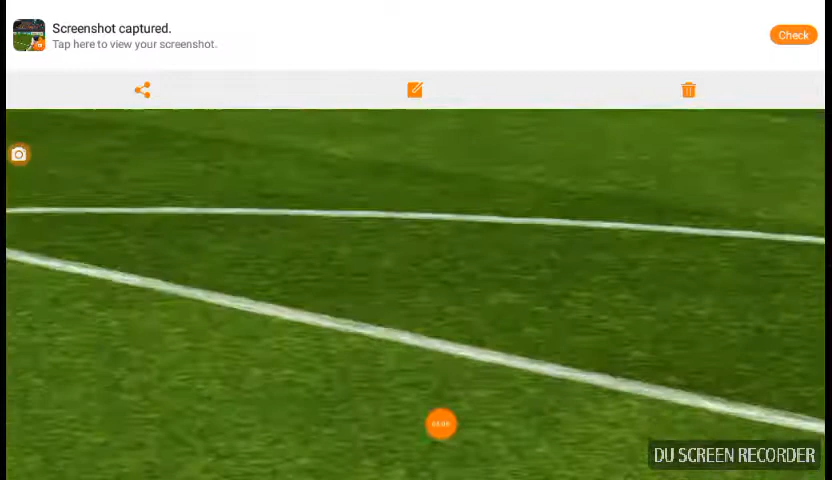 Screenshot captured.
Tap here to view your screenshot.
Check
DU SCREEN RECORDER